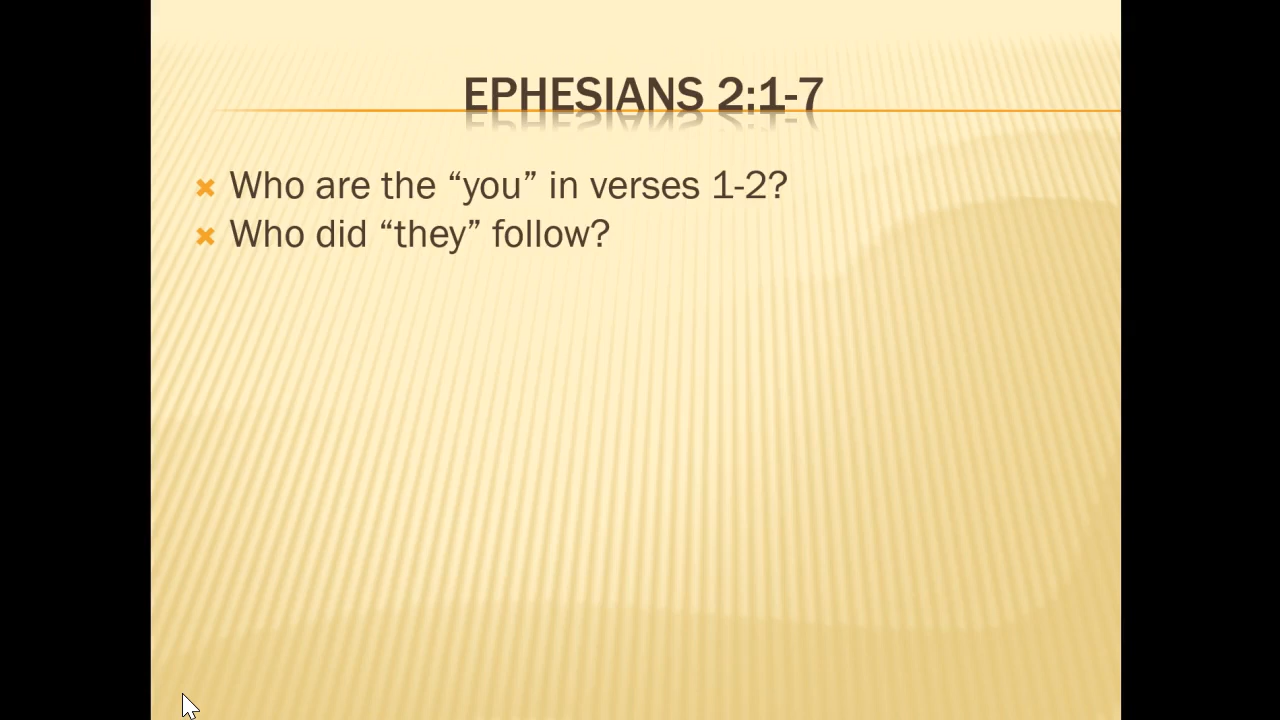 EPHESIANS 2:1-7
Who are the “you” in verses 1-2?
Who did “they” follow?